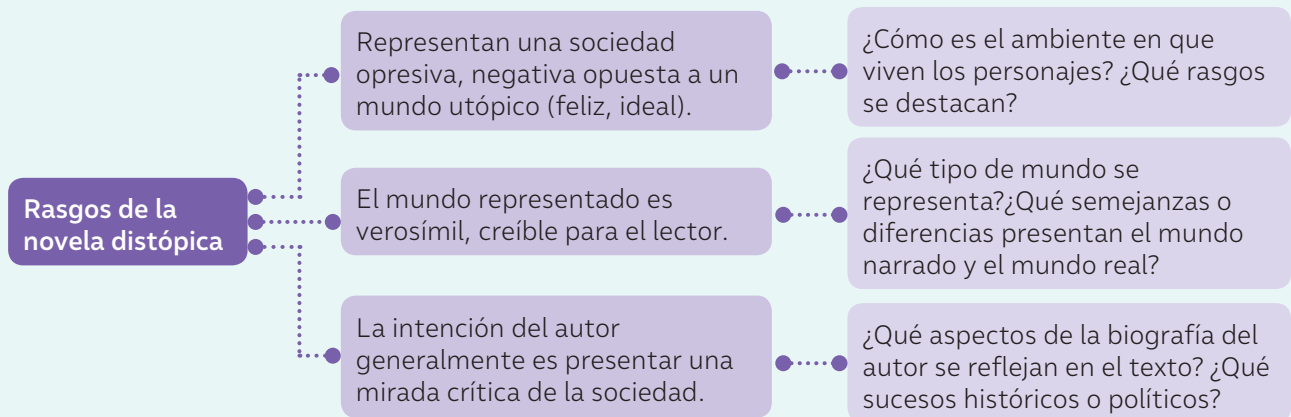 Rasgos de la
novela distópica
Representan una sociedad
opresiva, negativa opuesta a un
mundo utópico (feliz, ideal).
¿Cómo es el ambiente en que
viven los personajes? ¿Qué rasgos
se destacan?
El mundo representado es
verosímil, creíble para el lector.
¿Qué tipo de mundo se
representa?¿Qué semejanzas o
diferencias presentan el mundo
narrado y el mundo real?
La intención del autor
generalmente es presentar una
mirada crítica de la sociedad.
¿Qué aspectos de la biografía del
autor se reflejan en el texto? ¿Qué
sucesos históricos o políticos?